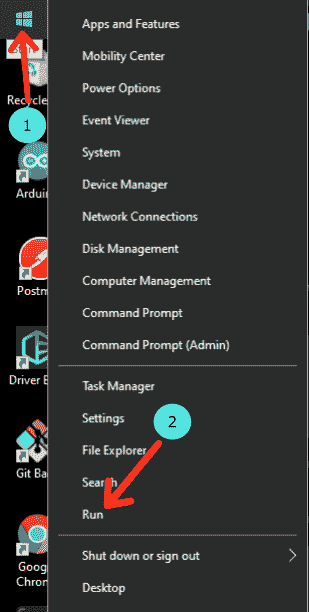 Apps and Features
Mobility Center
Power Options
Event Viewer
System
Device Manager
Network Connections
Disk Management
Computer Management
Command Prompt
Command Prompt (Admin)
Task Manager
Settings
File Explorer
Search
Run
Shut down or sign out
Desktop
1
2
Recycle
Arduin
Postm
Driver E
Git Ba
Goog
Chrom